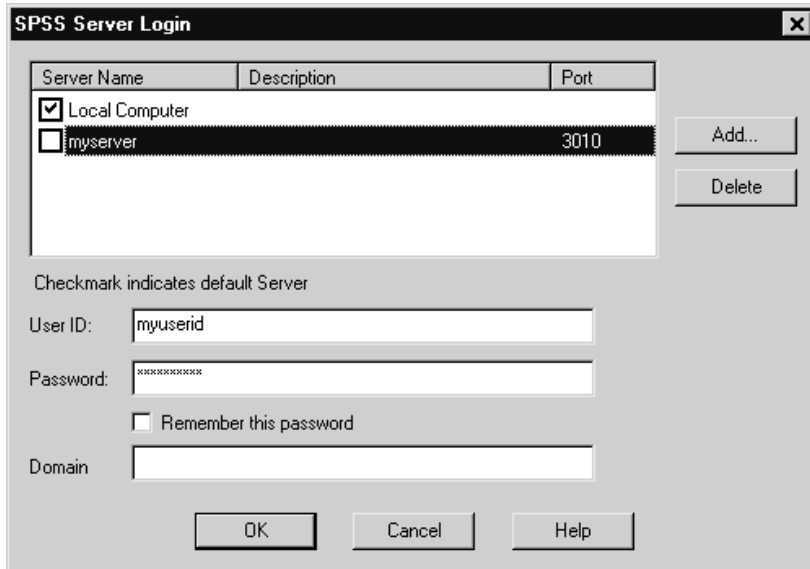 SPSS Server Login
Server Name Description Port
Local Computer
myserver 3010
Add...
Delete
Checkmark indicates default Server
User ID: myuserid
Password: **********
Remember this password
Domain
OK Cancel Help